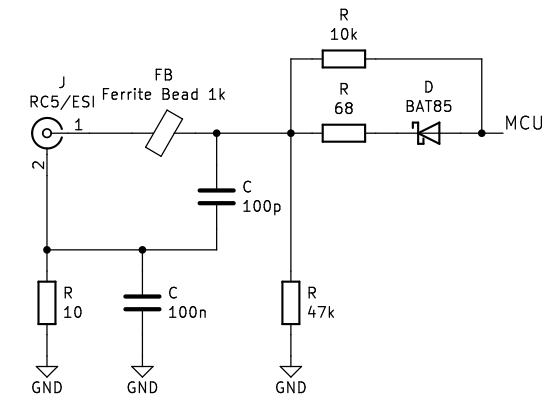 R
10k
J
RC5/ESI
FB
Ferrite Bead 1k
R
68
D
BAT85
MCU
1
2
C
100p
R
10
C
100n
R
47k
GND
GND
GND